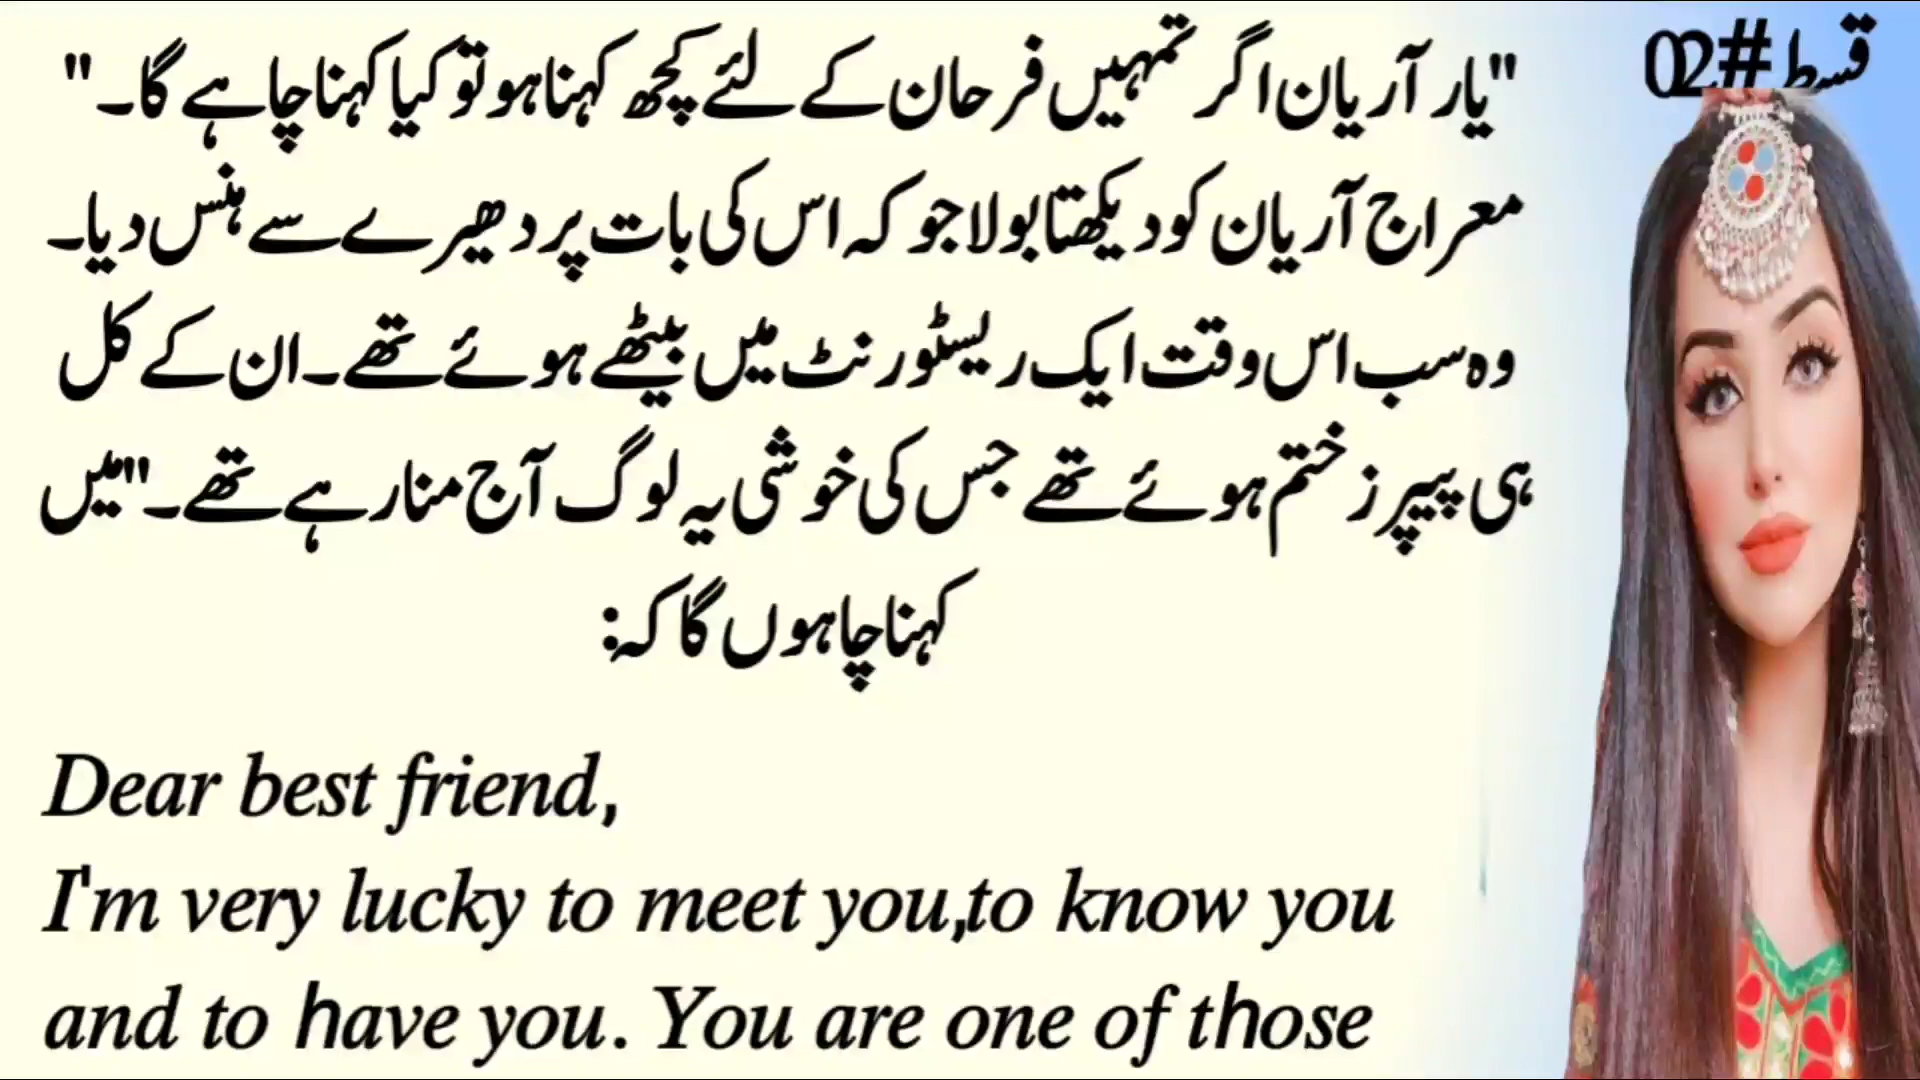 قسط#02
"یار آریان اگر تمہیں فرحان کے لئے کچھ کہنا ہو تو کیا کہنا چاہے گا۔"
معراج آریان کو دیکھتا بولا جو کہ اس کی بات پر دھیرے سے ہنس دیا۔
وہ سب اس وقت ایک ریسٹورنٹ میں بیٹھے ہوئے تھے۔ ان کے کل
ہی پیپرز ختم ہوئے تھے جس کی خوشی یہ لوگ آج منا رہے تھے۔"میں
کہنا چاہوں گا کہ:
Dear best friend,
I'm very lucky to meet you,to know you
and to have you. You are one of those